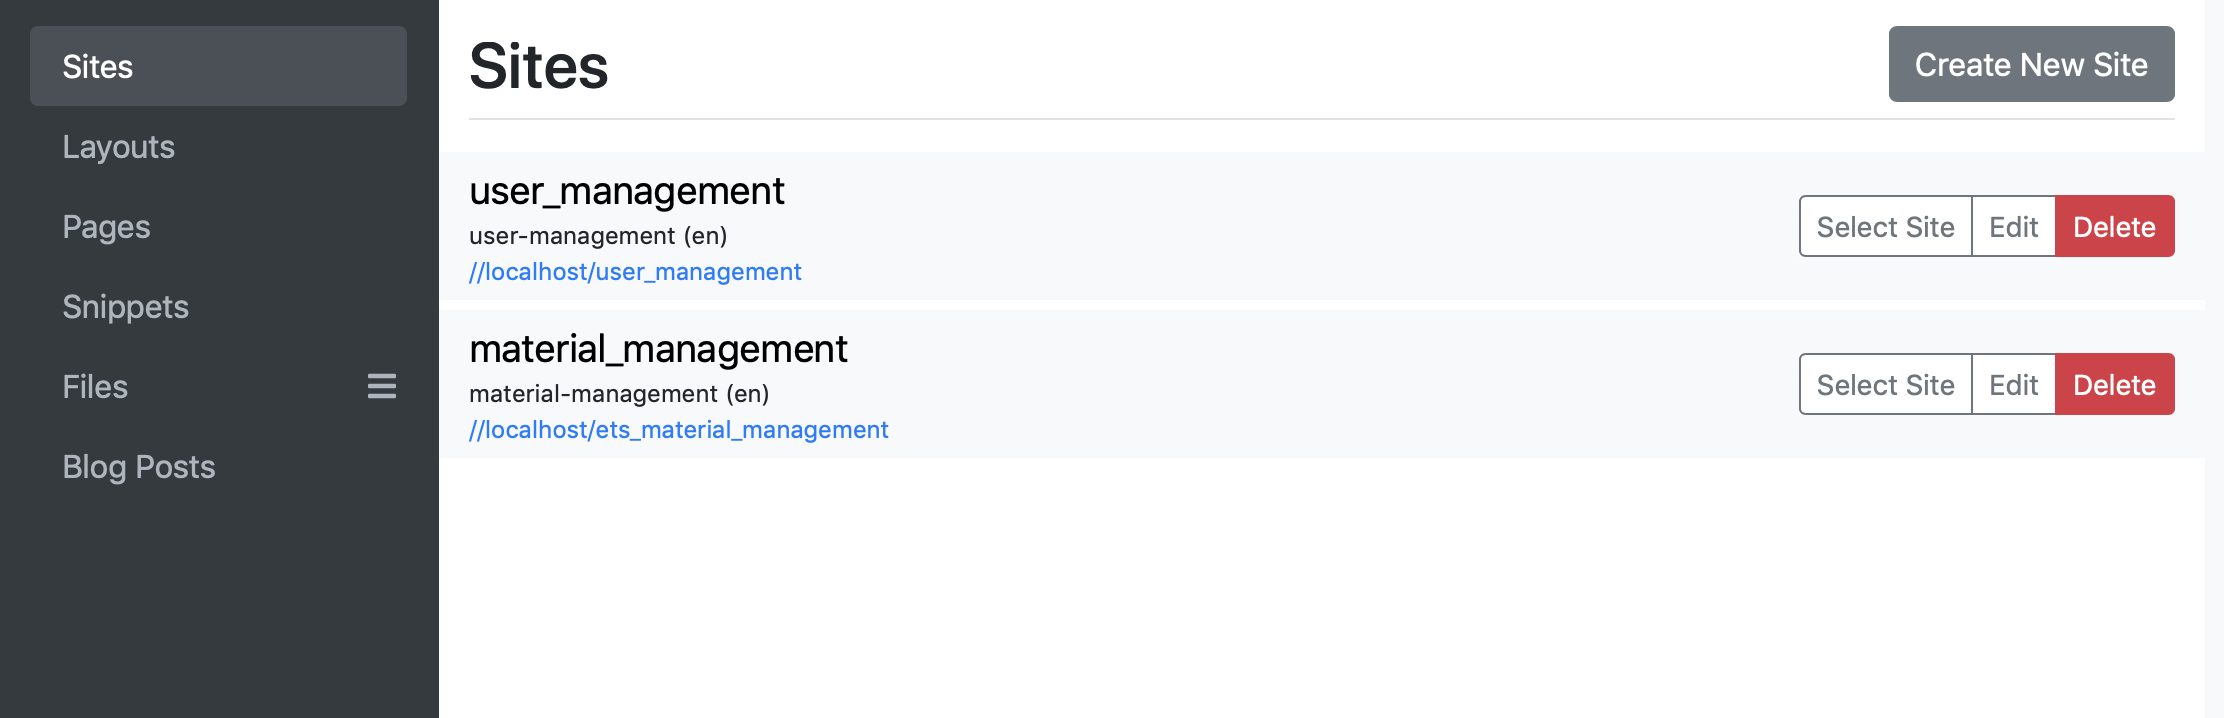 Sites
Layouts
Pages
Snippets
Files
Blog Posts
Sites
Create New Site
user_management
user-management (en)
//localhost/user_management
Select Site Edit Delete
material_management
material-management (en)
//localhost/ets_material_management
Select Site Edit Delete